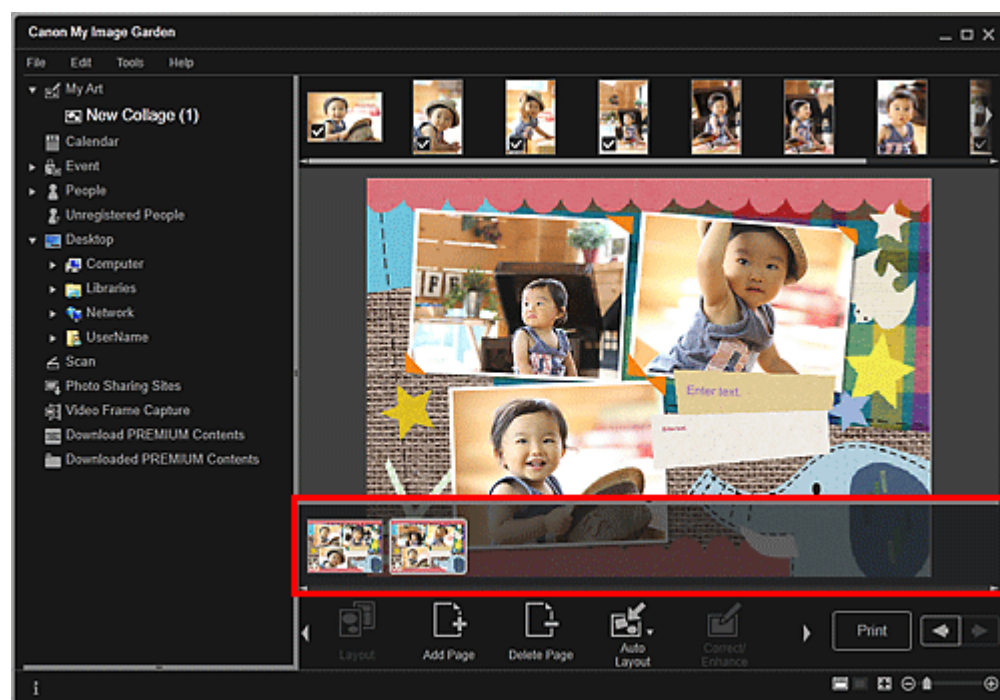 Canon My Image Garden
File Edit Tools Help
My Art
New Collage (1)
Calendar
Event
People
Unregistered People
Desktop
Computer
Libraries
Network
UserName
Scan
Photo Sharing Sites
Video Frame Capture
Download PREMIUM Contents
Downloaded PREMIUM Contents
Enter text.
Layout
Add Page
Delete Page
Auto
Layout
Correct/
Enhance
Print